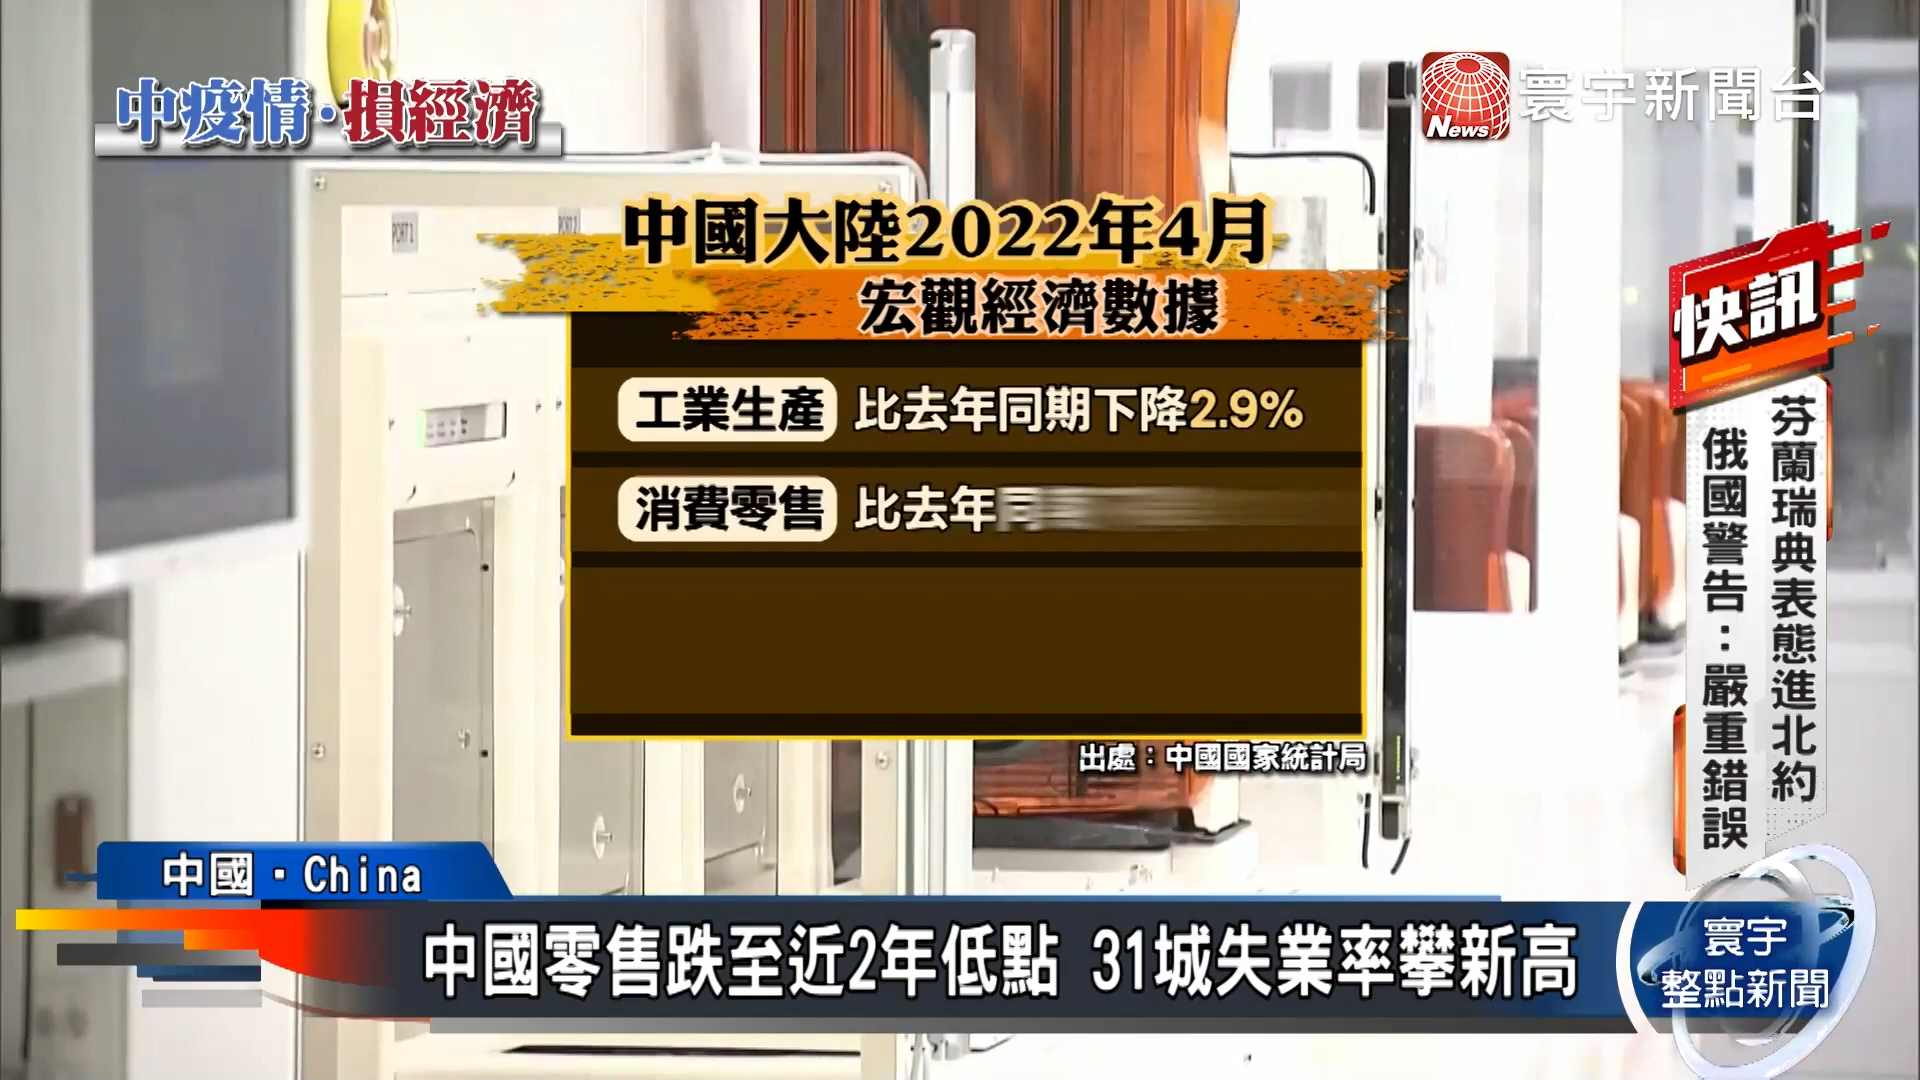 中疫情·損經濟
News 寰宇新聞台
PORT1
中國大陸2022年4月
宏觀經濟數據
工業生產 比去年同期下降2.9%
消費零售 比去年同
出處：中國國家統計局
快訊
芬蘭瑞典表態進北約
俄國警告：嚴重錯誤
中國·China
中國零售跌至近2年低點 31城失業率攀新高
寰宇
整點新聞